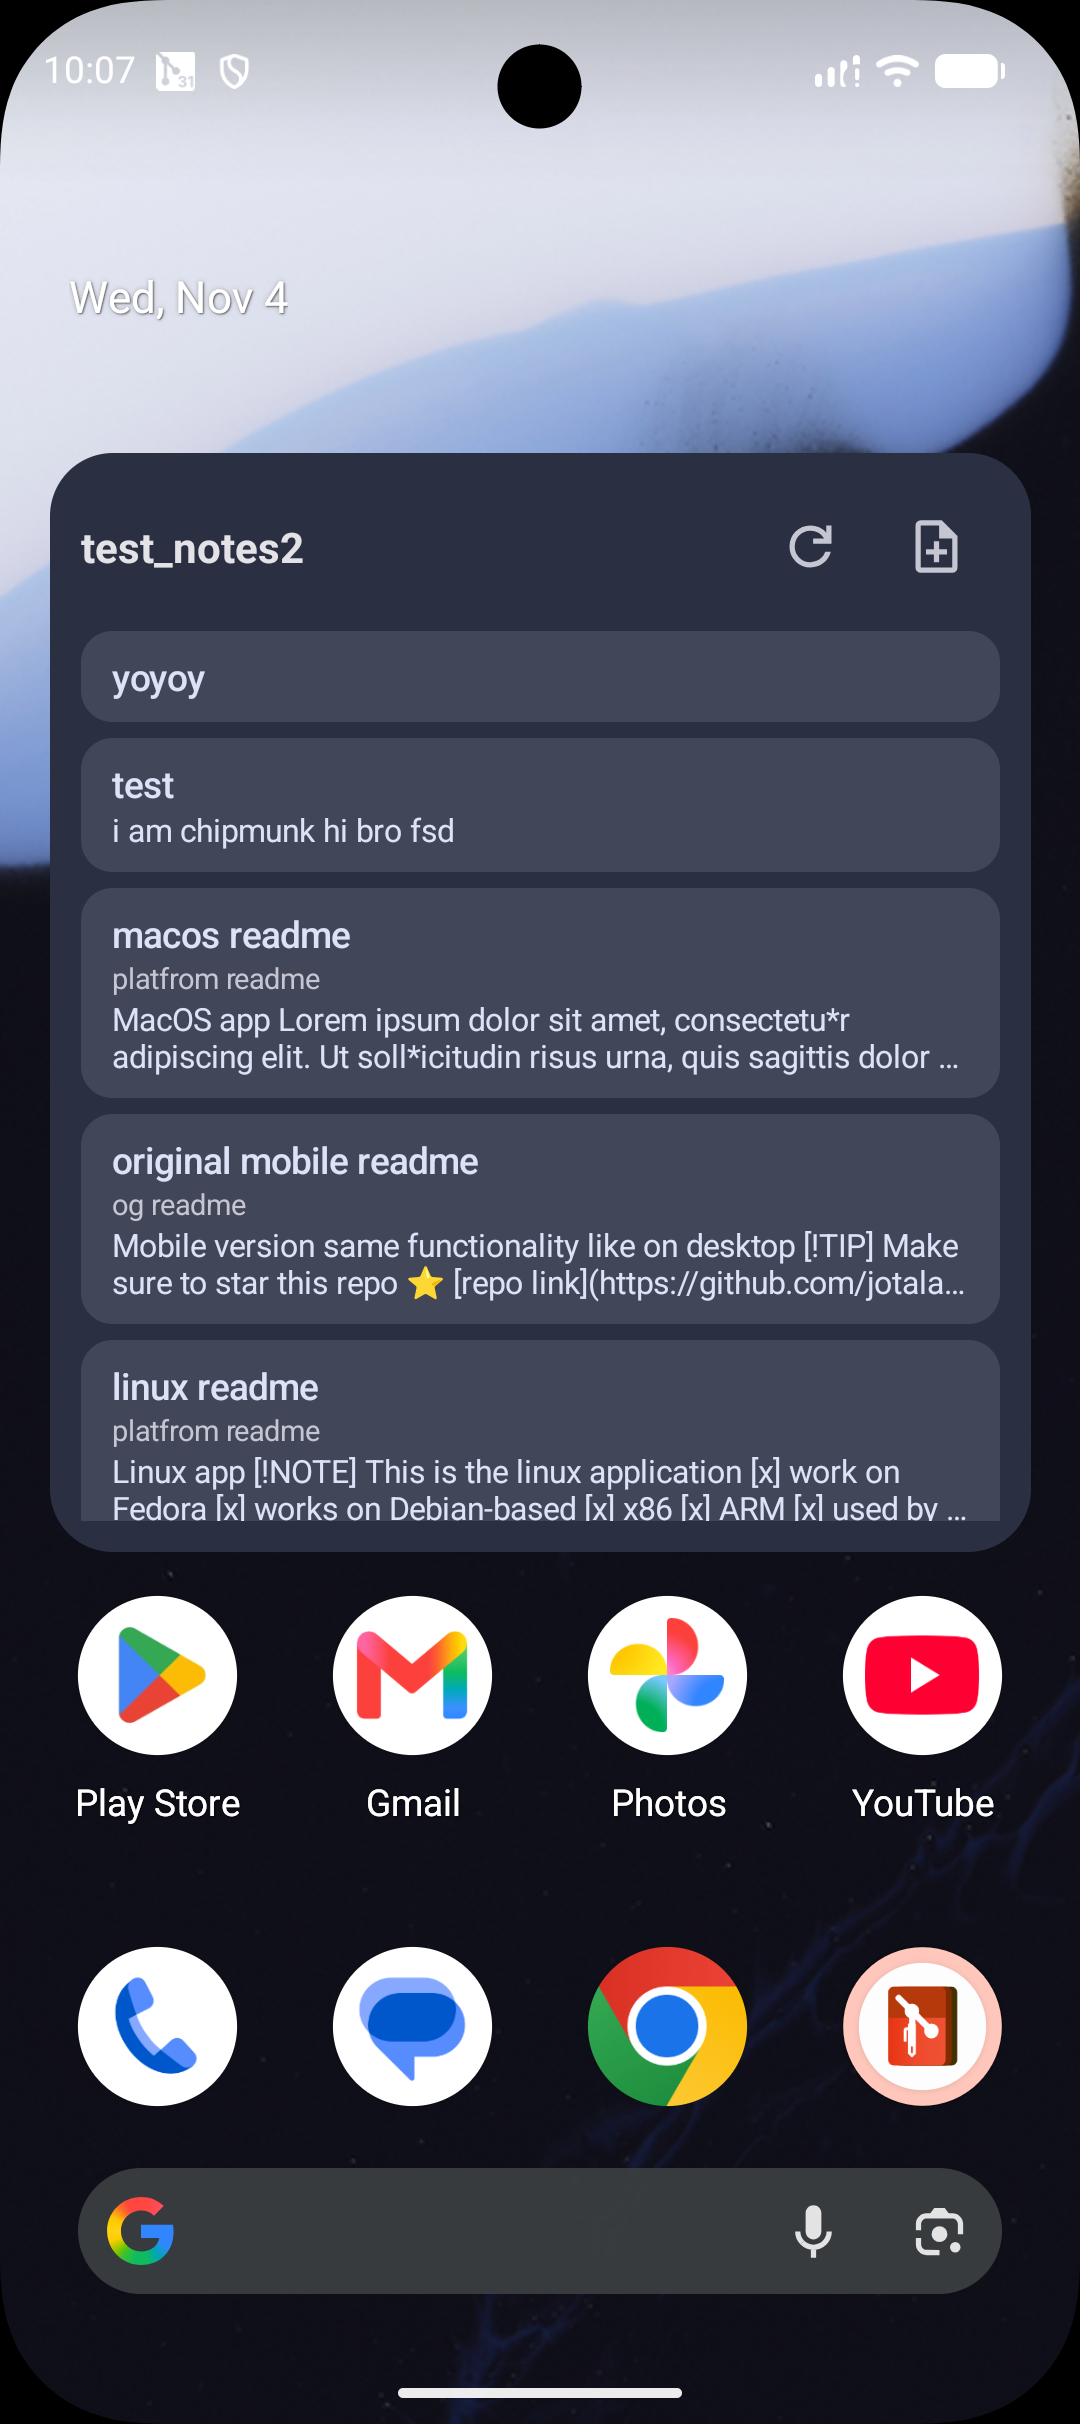 10:07
31
Wed, Nov 4
test_notes2
yoyoy
test
i am chipmunk hi bro fsd
macos readme
platfrom readme
MacOS app Lorem ipsum dolor sit amet, consectetu*r
adipiscing elit. Ut soll*icitudin risus urna, quis sagittis dolor ...
original mobile readme
og readme
Mobile version same functionality like on desktop [!TIP] Make
sure to star this repo ⭐ [repo link](https://github.com/jotala...
linux readme
platfrom readme
Linux app [!NOTE] This is the linux application [x] work on
Fedora [x] works on Debian-based [x] x86 [x] ARM [x] used by ...
Play Store
Gmail
Photos
YouTube